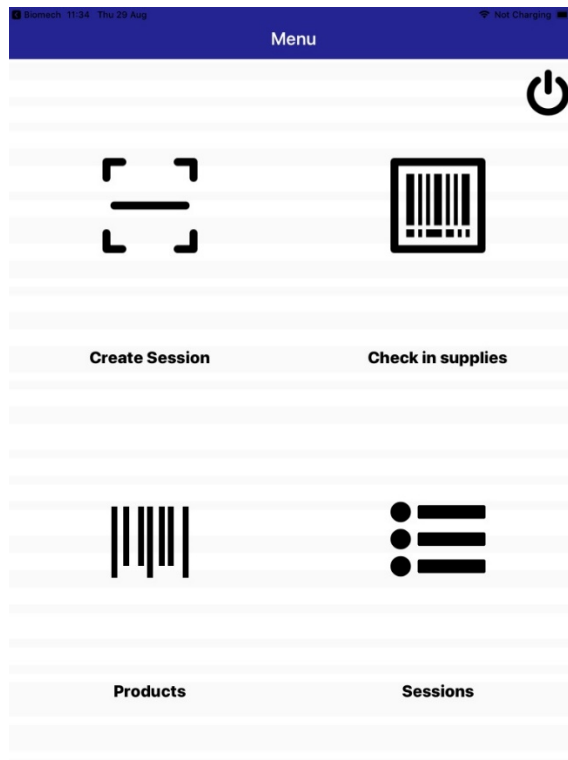 Biomech 11:34 Thu 29 Aug
Not Charging
Menu
Create Session
Check in supplies
Products
Sessions